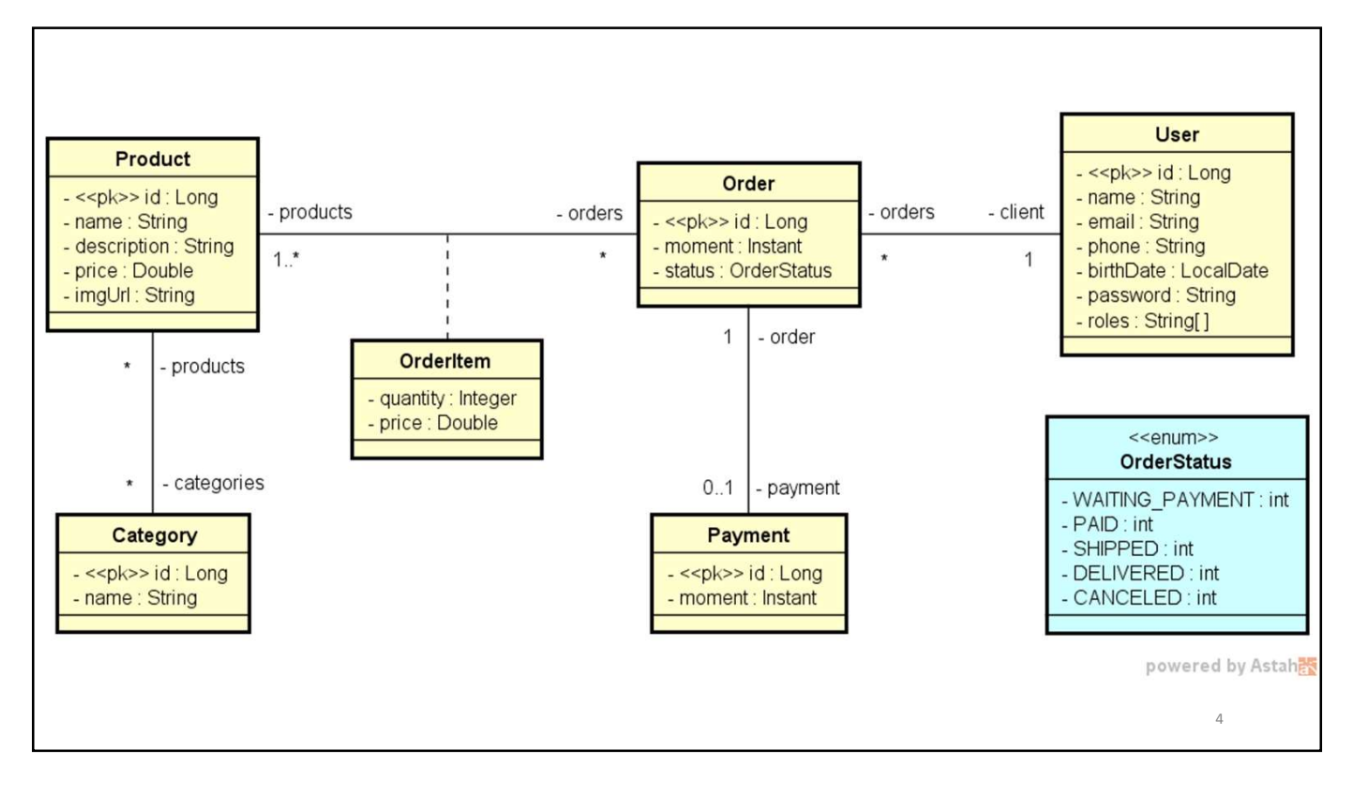 Product
- <<pk>> id : Long
- name : String
- description : String
- price : Double
- imgUrl : String
- products
1..*
- orders
*
Order
- <<pk>> id : Long
- moment : Instant
- status : OrderStatus
- orders
*
- client
1
User
- <<pk>> id : Long
- name : String
- email : String
- phone : String
- birthDate : LocalDate
- password : String
- roles : String[ ]
* - products
OrderItem
- quantity : Integer
- price : Double
1 - order
* - categories
0..1 - payment
Category
- <<pk>> id : Long
- name : String
Payment
- <<pk>> id : Long
- moment : Instant
<<enum>>
OrderStatus
- WAITING_PAYMENT : int
- PAID : int
- SHIPPED : int
- DELIVERED : int
- CANCELED : int
powered by Astah
4